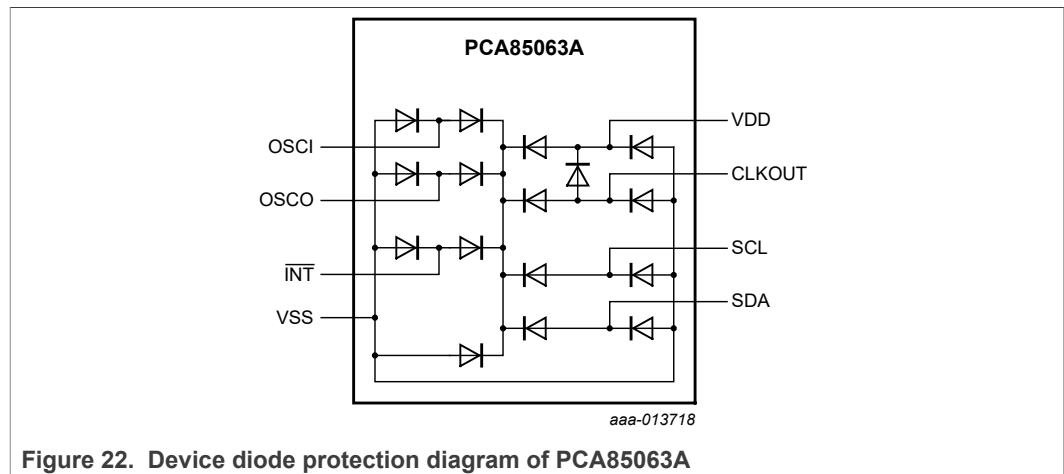 PCA85063A
OSCI
OSCO
INT
VSS
VDD
CLKOUT
SCL
SDA
aaa-013718
Figure 22. Device diode protection diagram of PCA85063A